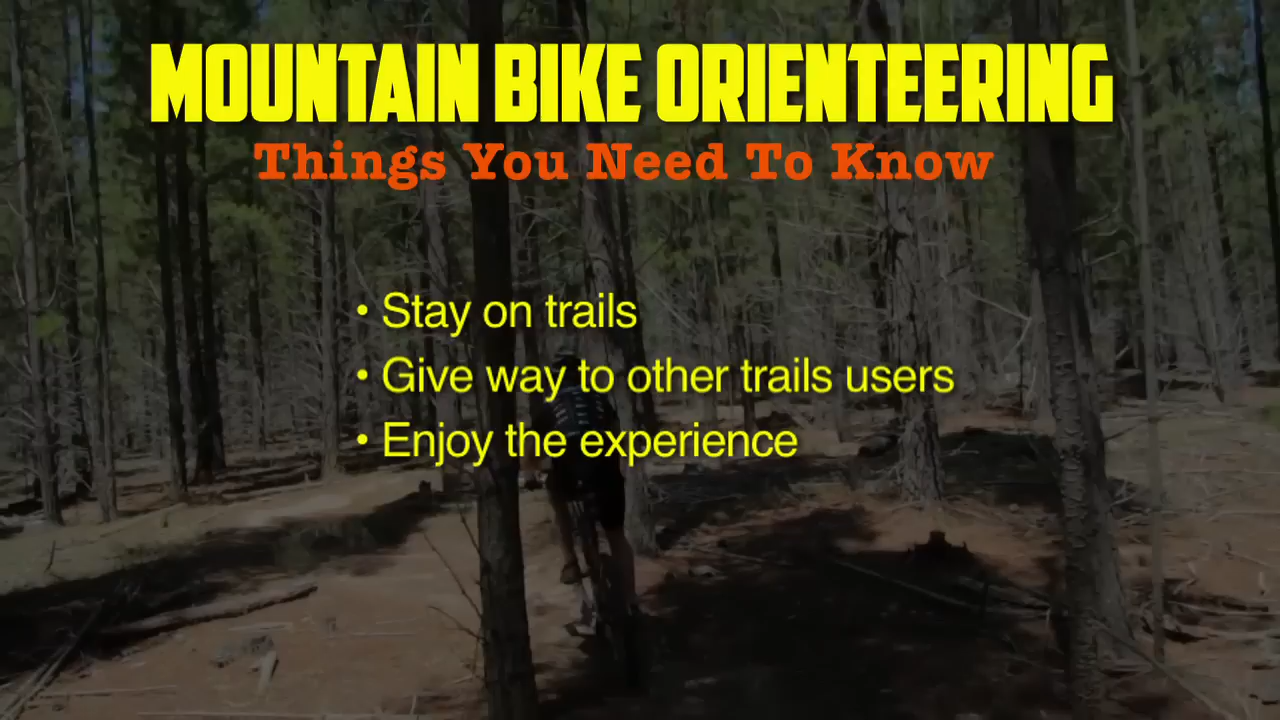 MOUNTAIN BIKE ORIENTEERING
Things You Need To Know
• Stay on trails
• Give way to other trails users
• Enjoy the experience